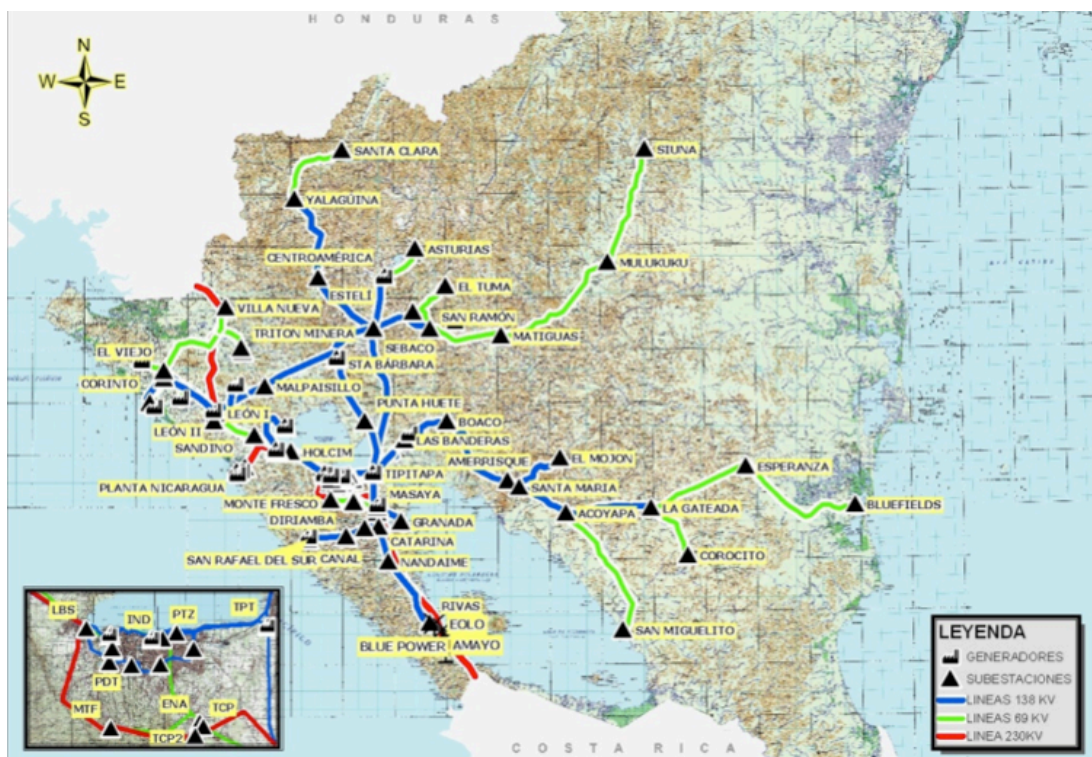 HONDURAS
N
W E
S
SANTA CLARA
SIUNA
YALAGÜINA
ASTURIAS
CENTROAMÉRICA
MULUKUKU
EL TUMA
ESTELÍ
VILLA NUEVA
SAN RAMÓN
TRITON MINERA
MATIGUAS
SEBACO
EL VIEJO
STA BÁRBARA
CORINTO
MALPAISILLO
PUNTA HUETE
BOACO
LEÓN I
LEÓN II
LAS BANDERAS
SANDINO
HOLCIM
AMERRISQUE
EL MOJON
ESPERANZA
PLANTA NICARAGUA
TIPITAPA
SANTA MARIA
MASAYA
MONTE FRESCO
ACOYAPA
LA GATEADA
BLUEFIELDS
DIRIAMBA
GRANADA
CATARINA
SAN RAFAEL DEL SUR
CANAL
COROCITO
NANDAIME
RIVAS
EOLO
SAN MIGUELITO
BLUE POWER
AMAYO
COSTA RICA
LBS
IND
PTZ
TPT
PDT
MTF
ENA
TCP
TCP2
LEYENDA
GENERADORES
SUBESTACIONES
LINEAS 138 KV
LINEAS 69 KV
LINEA 230KV